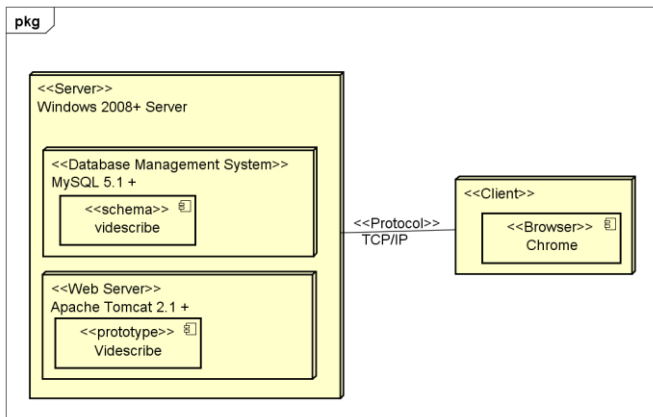 pkg
<<Server>>
Windows 2008+ Server
<<Database Management System>>
MySQL 5.1 +
<<schema>>
videscribe
<<Web Server>>
Apache Tomcat 2.1 +
<<prototype>>
Videscribe
<<Protocol>>
TCP/IP
<<Client>>
<<Browser>>
Chrome